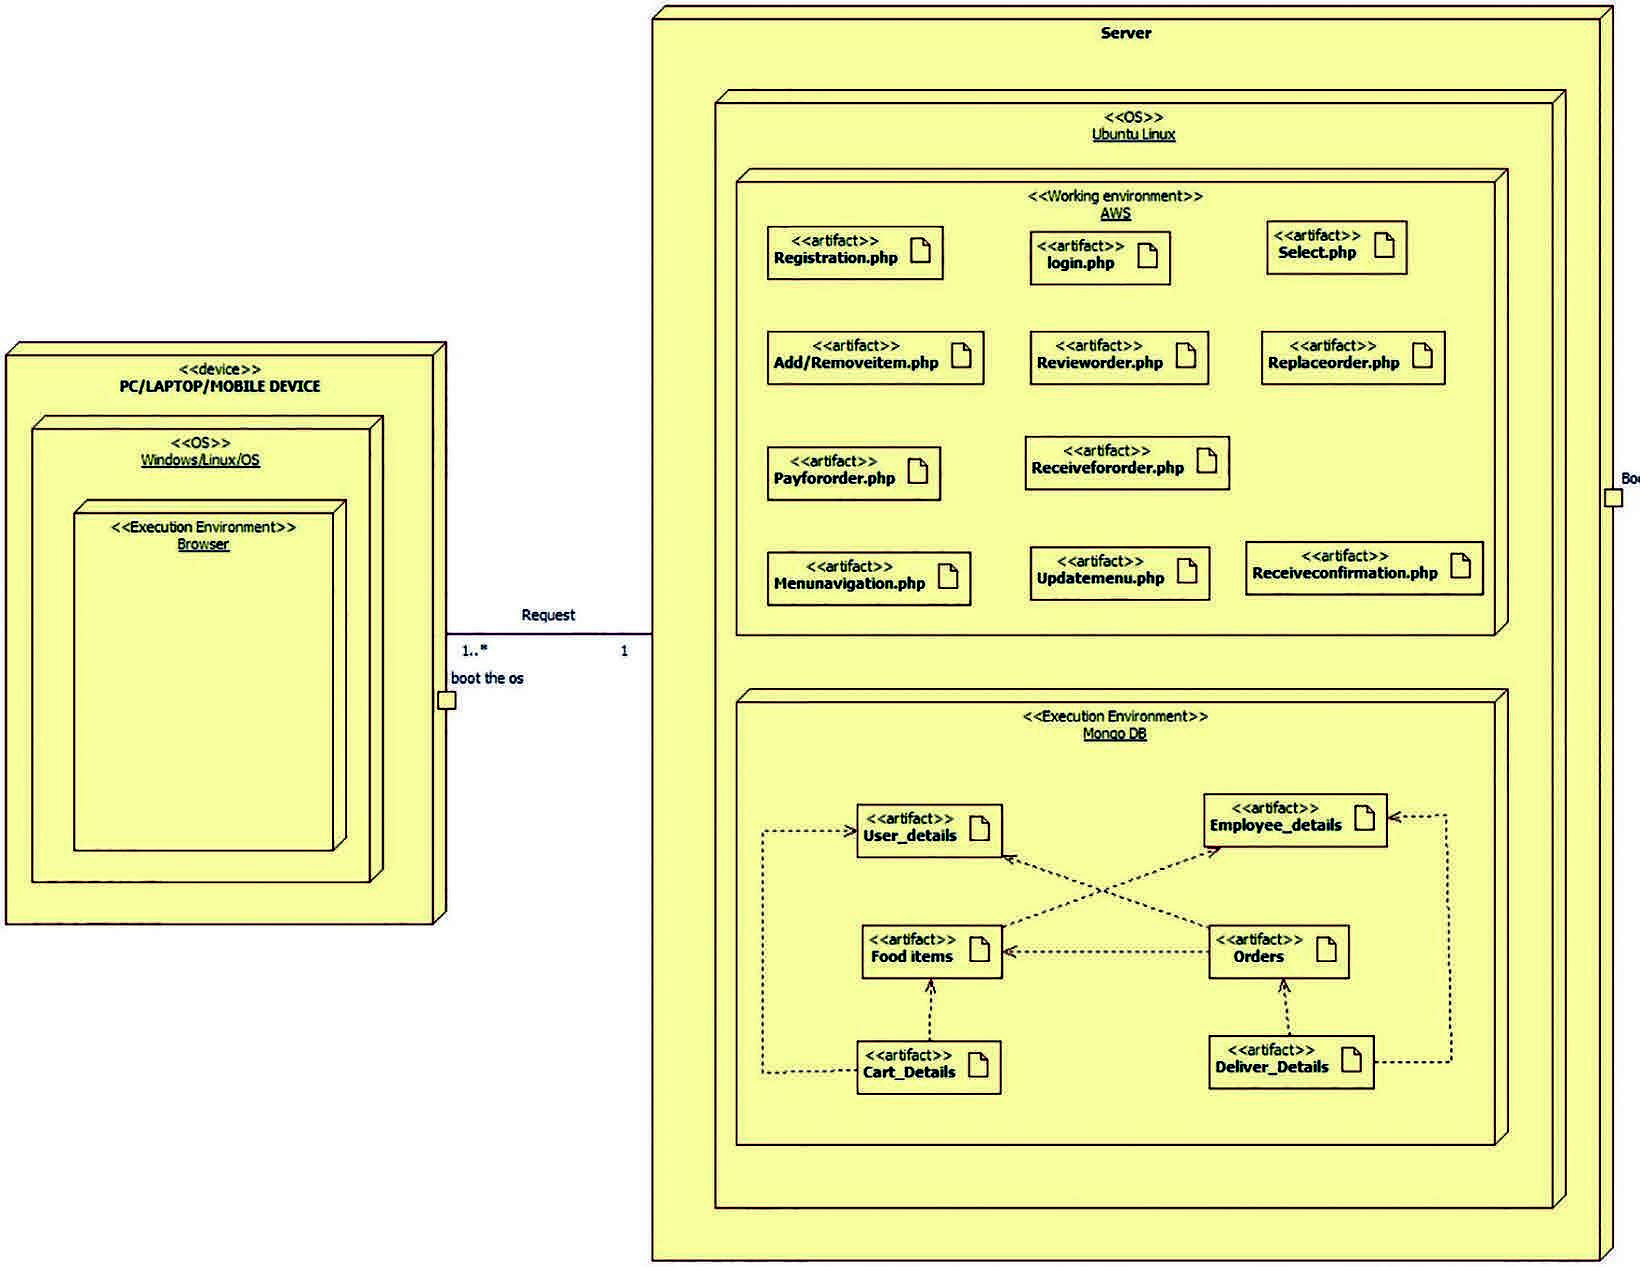 Server
<<OS>>
Ubuntu Linux
<<Working environment>>
AWS
<<artifact>>
Registration.php
<<artifact>>
login.php
<<artifact>>
Select.php
<<artifact>>
Add/Removeitem.php
<<artifact>>
Revieworder.php
<<artifact>>
Replaceorder.php
<<artifact>>
Payfororder.php
<<artifact>>
Receivefororder.php
<<artifact>>
Menunavigation.php
<<artifact>>
Updatemenu.php
<<artifact>>
Receiveconfirmation.php
<<device>>
PC/LAPTOP/MOBILE DEVICE
<<OS>>
Windows/Linux/OS
<<Execution Environment>>
Browser
Request
1..*
1
boot the os
<<Execution Environment>>
Mongo DB
<<artifact>>
User_details
<<artifact>>
Employee_details
<<artifact>>
Food items
<<artifact>>
Orders
<<artifact>>
Cart_Details
<<artifact>>
Deliver_Details